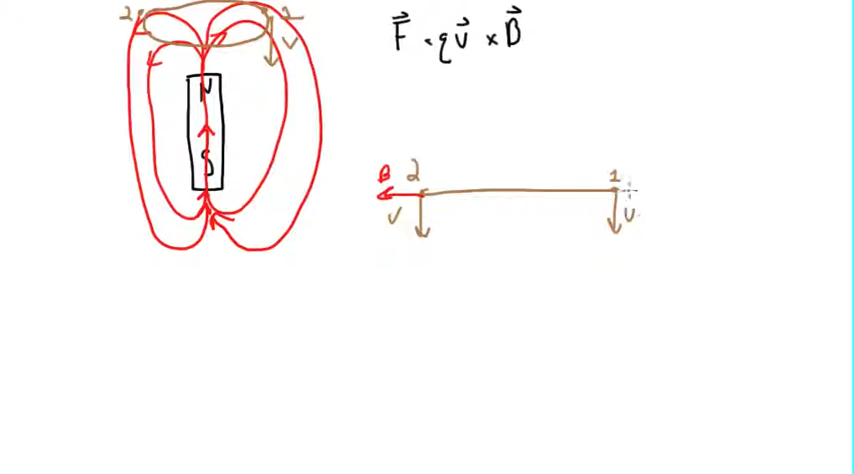 2 1
V
N
S
F⃗ = qv⃗ × B⃗
B 2 1
V V